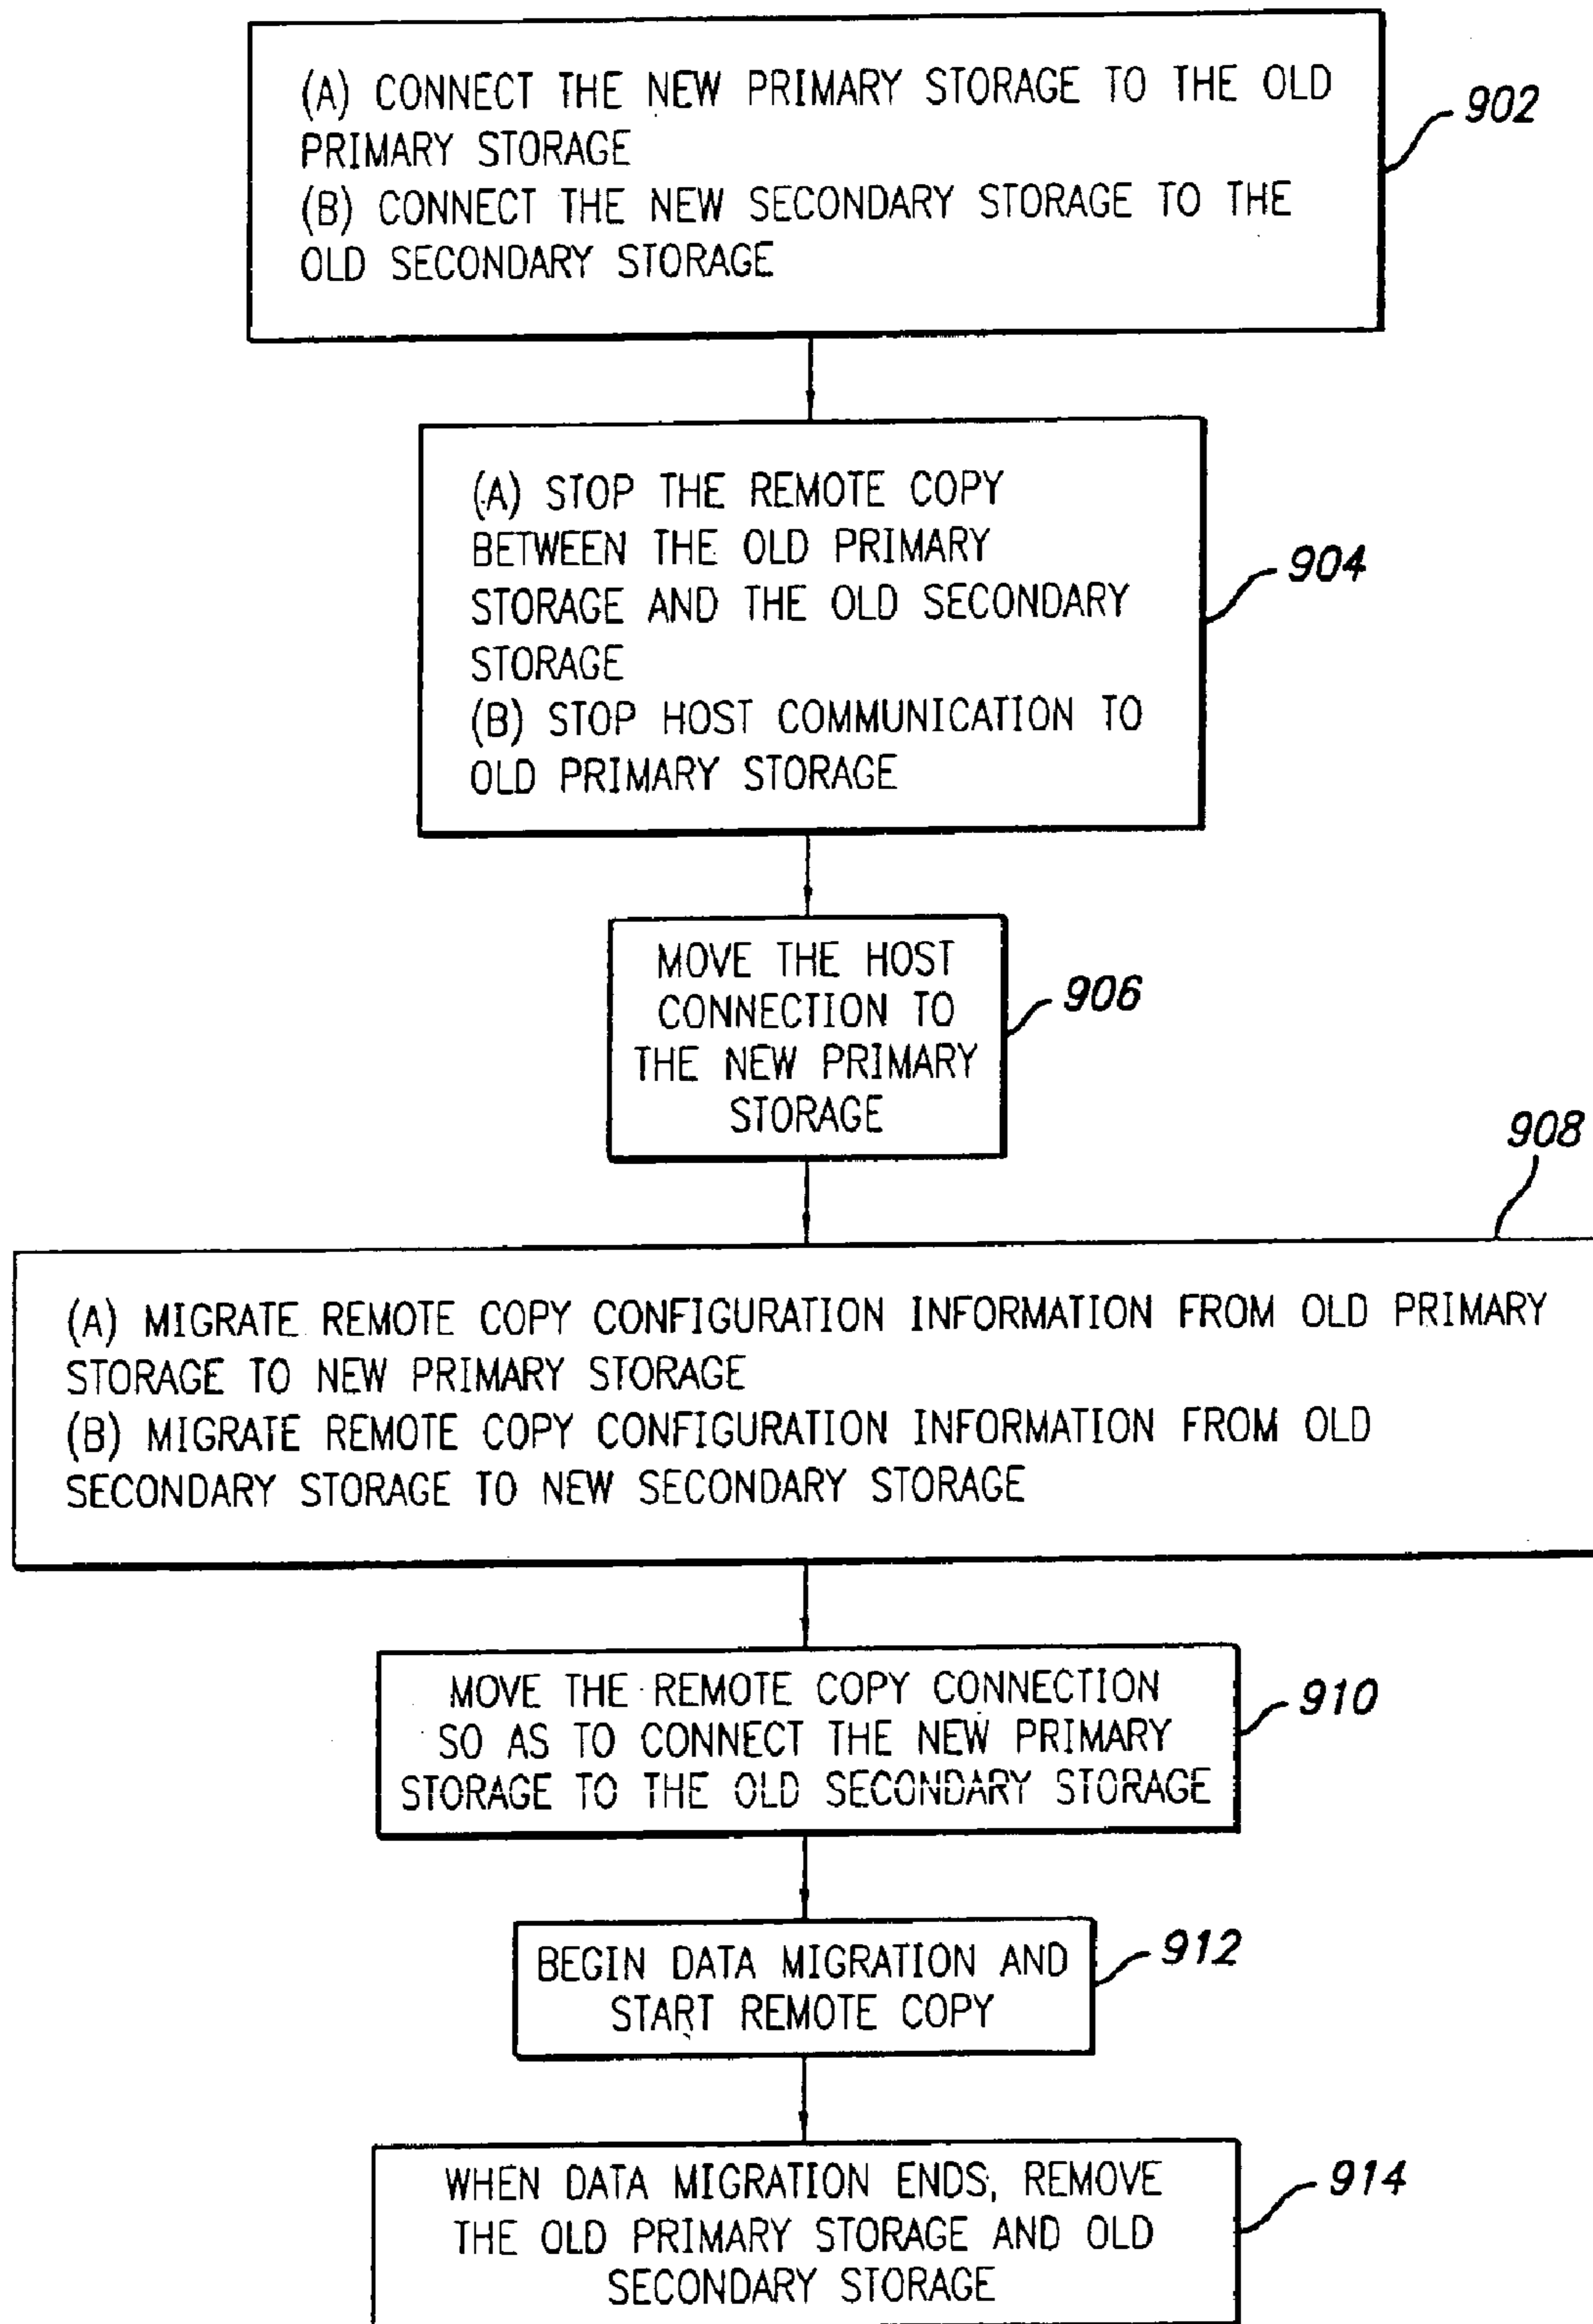 (A) CONNECT THE NEW PRIMARY STORAGE TO THE OLD
PRIMARY STORAGE
(B) CONNECT THE NEW SECONDARY STORAGE TO THE
OLD SECONDARY STORAGE
902
(A) STOP THE REMOTE COPY
BETWEEN THE OLD PRIMARY
STORAGE AND THE OLD SECONDARY
STORAGE
(B) STOP HOST COMMUNICATION TO
OLD PRIMARY STORAGE
904
MOVE THE HOST
CONNECTION TO
THE NEW PRIMARY
STORAGE
906
908
(A) MIGRATE REMOTE COPY CONFIGURATION INFORMATION FROM OLD PRIMARY
STORAGE TO NEW PRIMARY STORAGE
(B) MIGRATE REMOTE COPY CONFIGURATION INFORMATION FROM OLD
SECONDARY STORAGE TO NEW SECONDARY STORAGE
MOVE THE REMOTE COPY CONNECTION
SO AS TO CONNECT THE NEW PRIMARY
STORAGE TO THE OLD SECONDARY STORAGE
910
BEGIN DATA MIGRATION AND
START REMOTE COPY
912
WHEN DATA MIGRATION ENDS, REMOVE
THE OLD PRIMARY STORAGE AND OLD
SECONDARY STORAGE
914